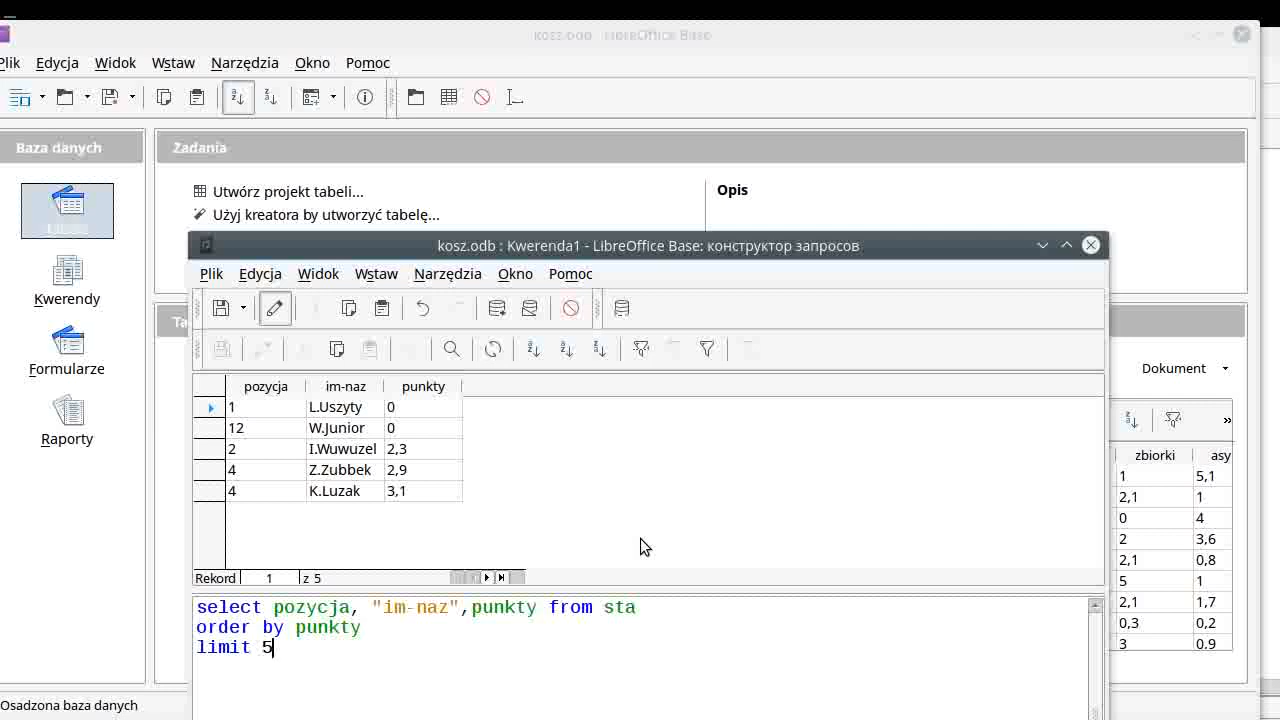 kosz.odb - LibreOffice Base
Plik Edycja Widok Wstaw Narzędzia Okno Pomoc
Baza danych
Zadania
Utwórz projekt tabeli...
Użyj kreatora by utworzyć tabelę...
Opis
Kwerendy
Formularze
Raporty
kosz.odb : Kwerenda1 - LibreOffice Base: конструктор запросов
Plik Edycja Widok Wstaw Narzędzia Okno Pomoc
pozycja im-naz punkty
1 L.Uszyty 0
12 W.Junior 0
2 I.Wuwuzel 2,3
4 Z.Zubbek 2,9
4 K.Luzak 3,1
Rekord 1 z 5
select pozycja, "im-naz",punkty from sta
order by punkty
limit 5
Dokument
zbiorki asy
1 5,1
2,1 1
0 4
2 3,6
2,1 0,8
5 1
2,1 1,7
0,3 0,2
3 0.9
Osadzona baza danych